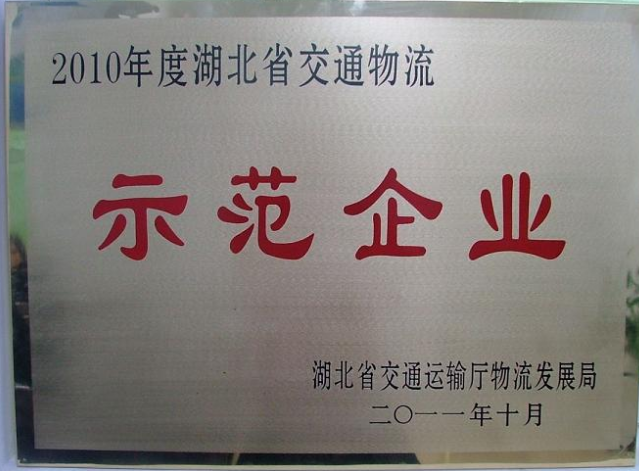 2010年度湖北省交通物流
示范企业
湖北省交通运输厅物流发展局
二〇一一年十月